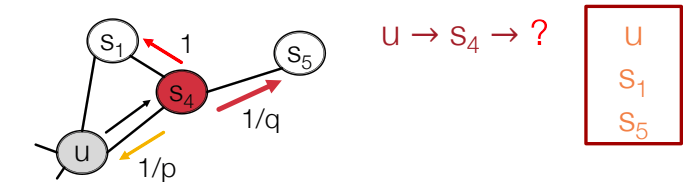 s₁
1
s₅
s₄
1/q
u
1/p
u → s₄ → ?
u
s₁
s₅